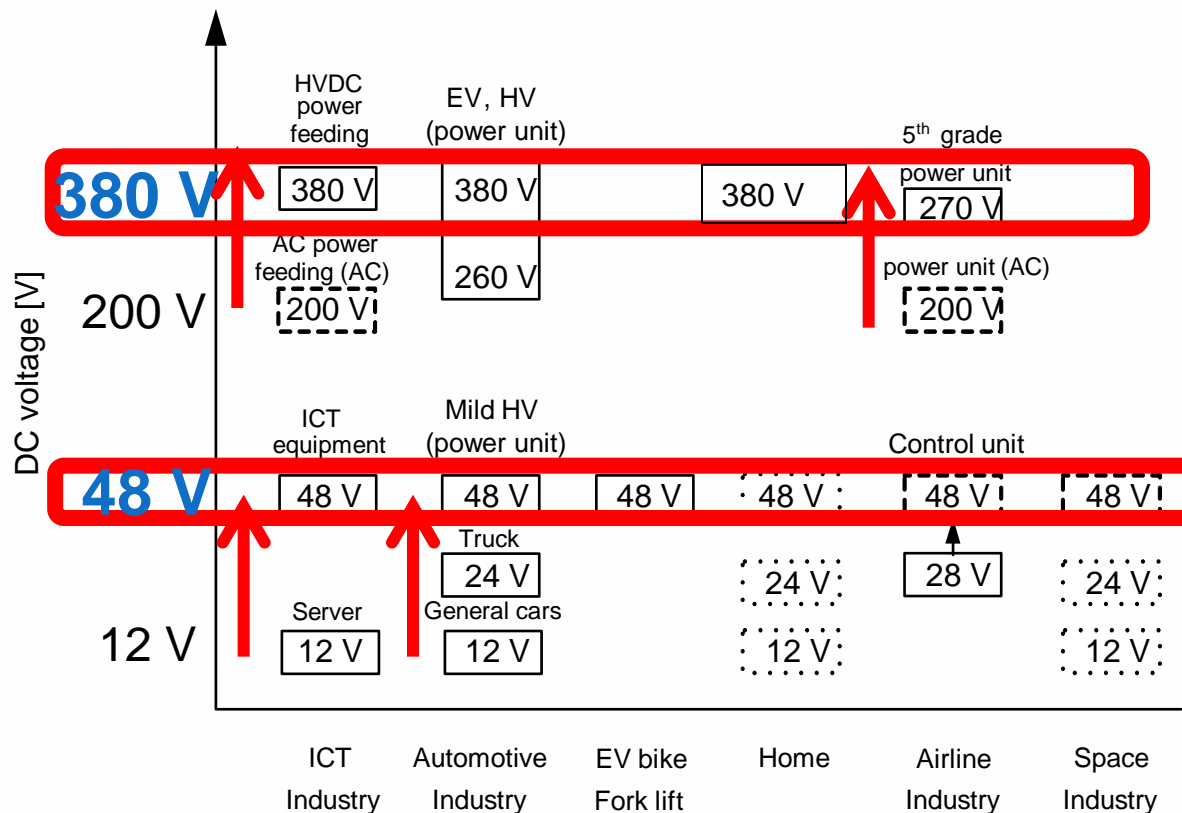 HVDC
power
feeding
EV, HV
(power unit)
5th grade
power unit
380 V
380 V
380 V
380 V
270 V
AC power
feeding (AC)
260 V
power unit (AC)
200 V
200 V
200 V
DC voltage [V]
ICT
equipment
Mild HV
(power unit)
Control unit
48 V
48 V
48 V
48 V
48 V
48 V
48 V
Truck
24 V
24 V
28 V
24 V
Server
General cars
12 V
12 V
12 V
12 V
12 V
ICT
Industry
Automotive
Industry
EV bike
Fork lift
Home
Airline
Industry
Space
Industry